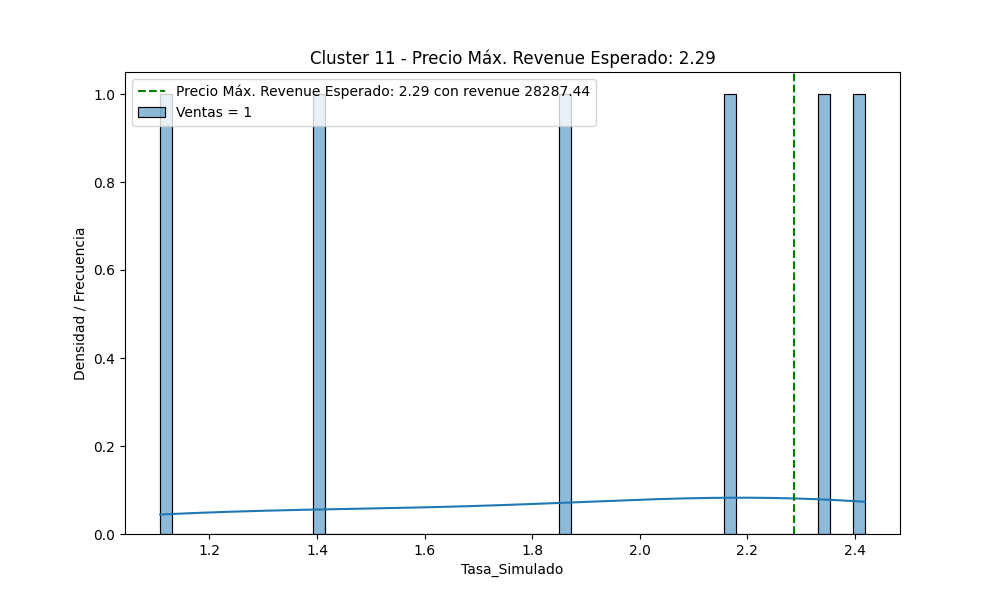 Cluster 11 - Precio Máx. Revenue Esperado: 2.29
Precio Máx. Revenue Esperado: 2.29 con revenue 28287.44
Ventas = 1
Densidad / Frecuencia
1.0
0.8
0.6
0.4
0.2
0.0
1.2 1.4 1.6 1.8 2.0 2.2 2.4
Tasa_Simulado